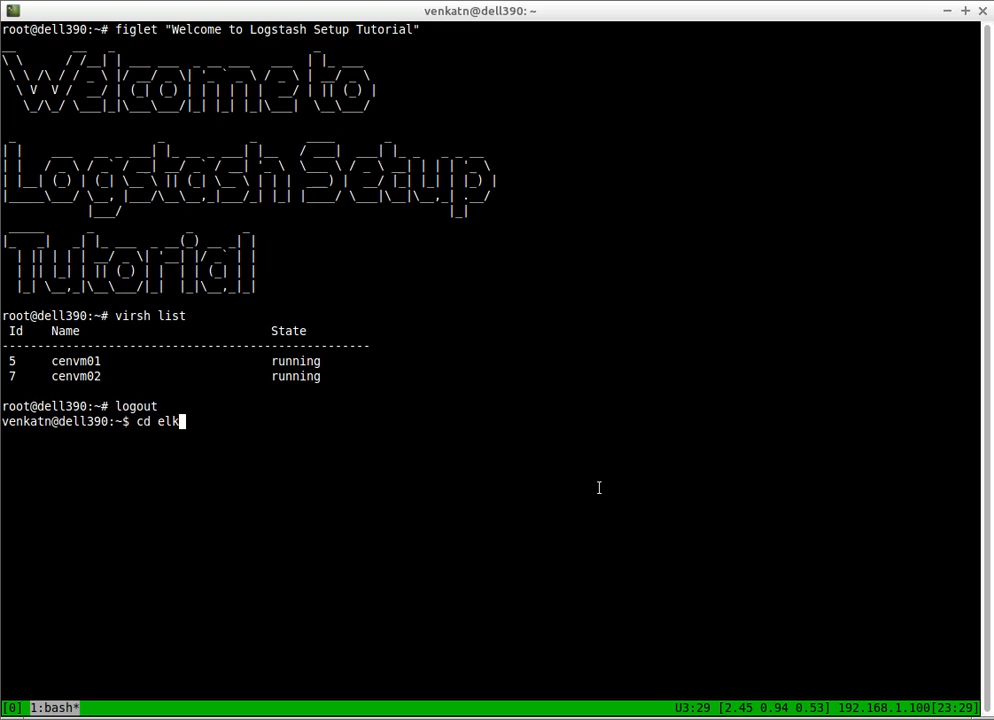 venkatn@dell390: ~
root@dell390:~# figlet "Welcome to Logstash Setup Tutorial"
Welcome to
Logstash Setup
Tutorial
root@dell390:~# virsh list
Id Name State
----------------------------------------------------
5 cenvm01 running
7 cenvm02 running
root@dell390:~# logout
venkatn@dell390:~$ cd elk
[0] 1:bash* U3:29 [2.45 0.94 0.53] 192.168.1.100[23:29]